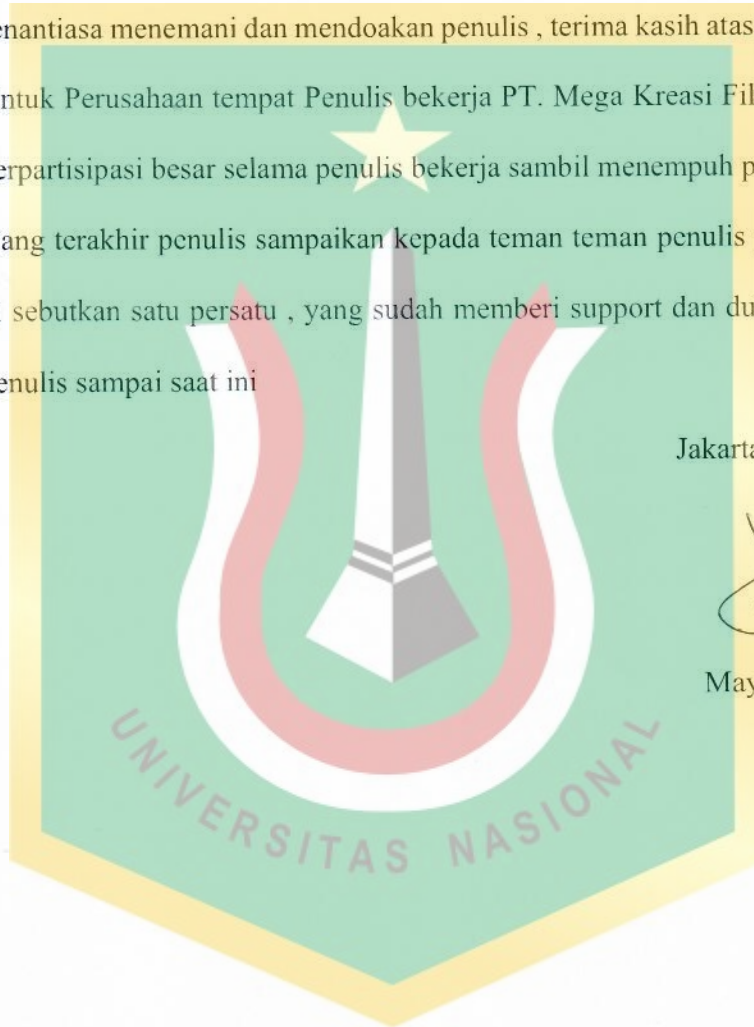 enantiasa menemani dan mendoakan penulis , terima kasih atas
ntuk Perusahaan tempat Penulis bekerja PT. Mega Kreasi Fil
erpartisipasi besar selama penulis bekerja sambil menempuh p
ang terakhir penulis sampaikan kepada teman teman penulis
sebutkan satu persatu , yang sudah memberi support dan du
enulis sampai saat ini
Jakarta
May
UNIVERSITAS NASIONAL